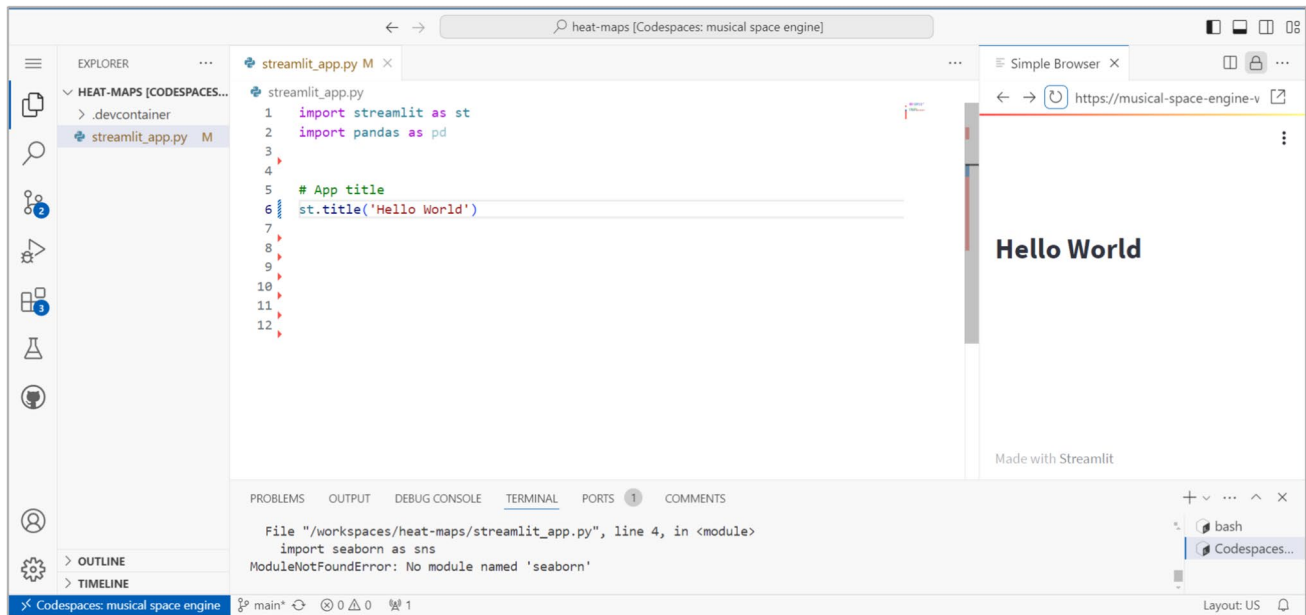 heat-maps [Codespaces: musical space engine]
EXPLORER
HEAT-MAPS [CODESPACES...
.devcontainer
streamlit_app.py M
streamlit_app.py M
streamlit_app.py
1 import streamlit as st
2 import pandas as pd
3
4
5 # App title
6 st.title('Hello World')
7
8
9
10
11
12
2
3
Simple Browser
https://musical-space-engine-v
Hello World
Made with Streamlit
PROBLEMS OUTPUT DEBUG CONSOLE TERMINAL PORTS 1 COMMENTS
File "/workspaces/heat-maps/streamlit_app.py", line 4, in <module>
import seaborn as sns
ModuleNotFoundError: No module named 'seaborn'
bash
Codespaces...
OUTLINE
TIMELINE
Codespaces: musical space engine main* 0 0 1 Layout: US